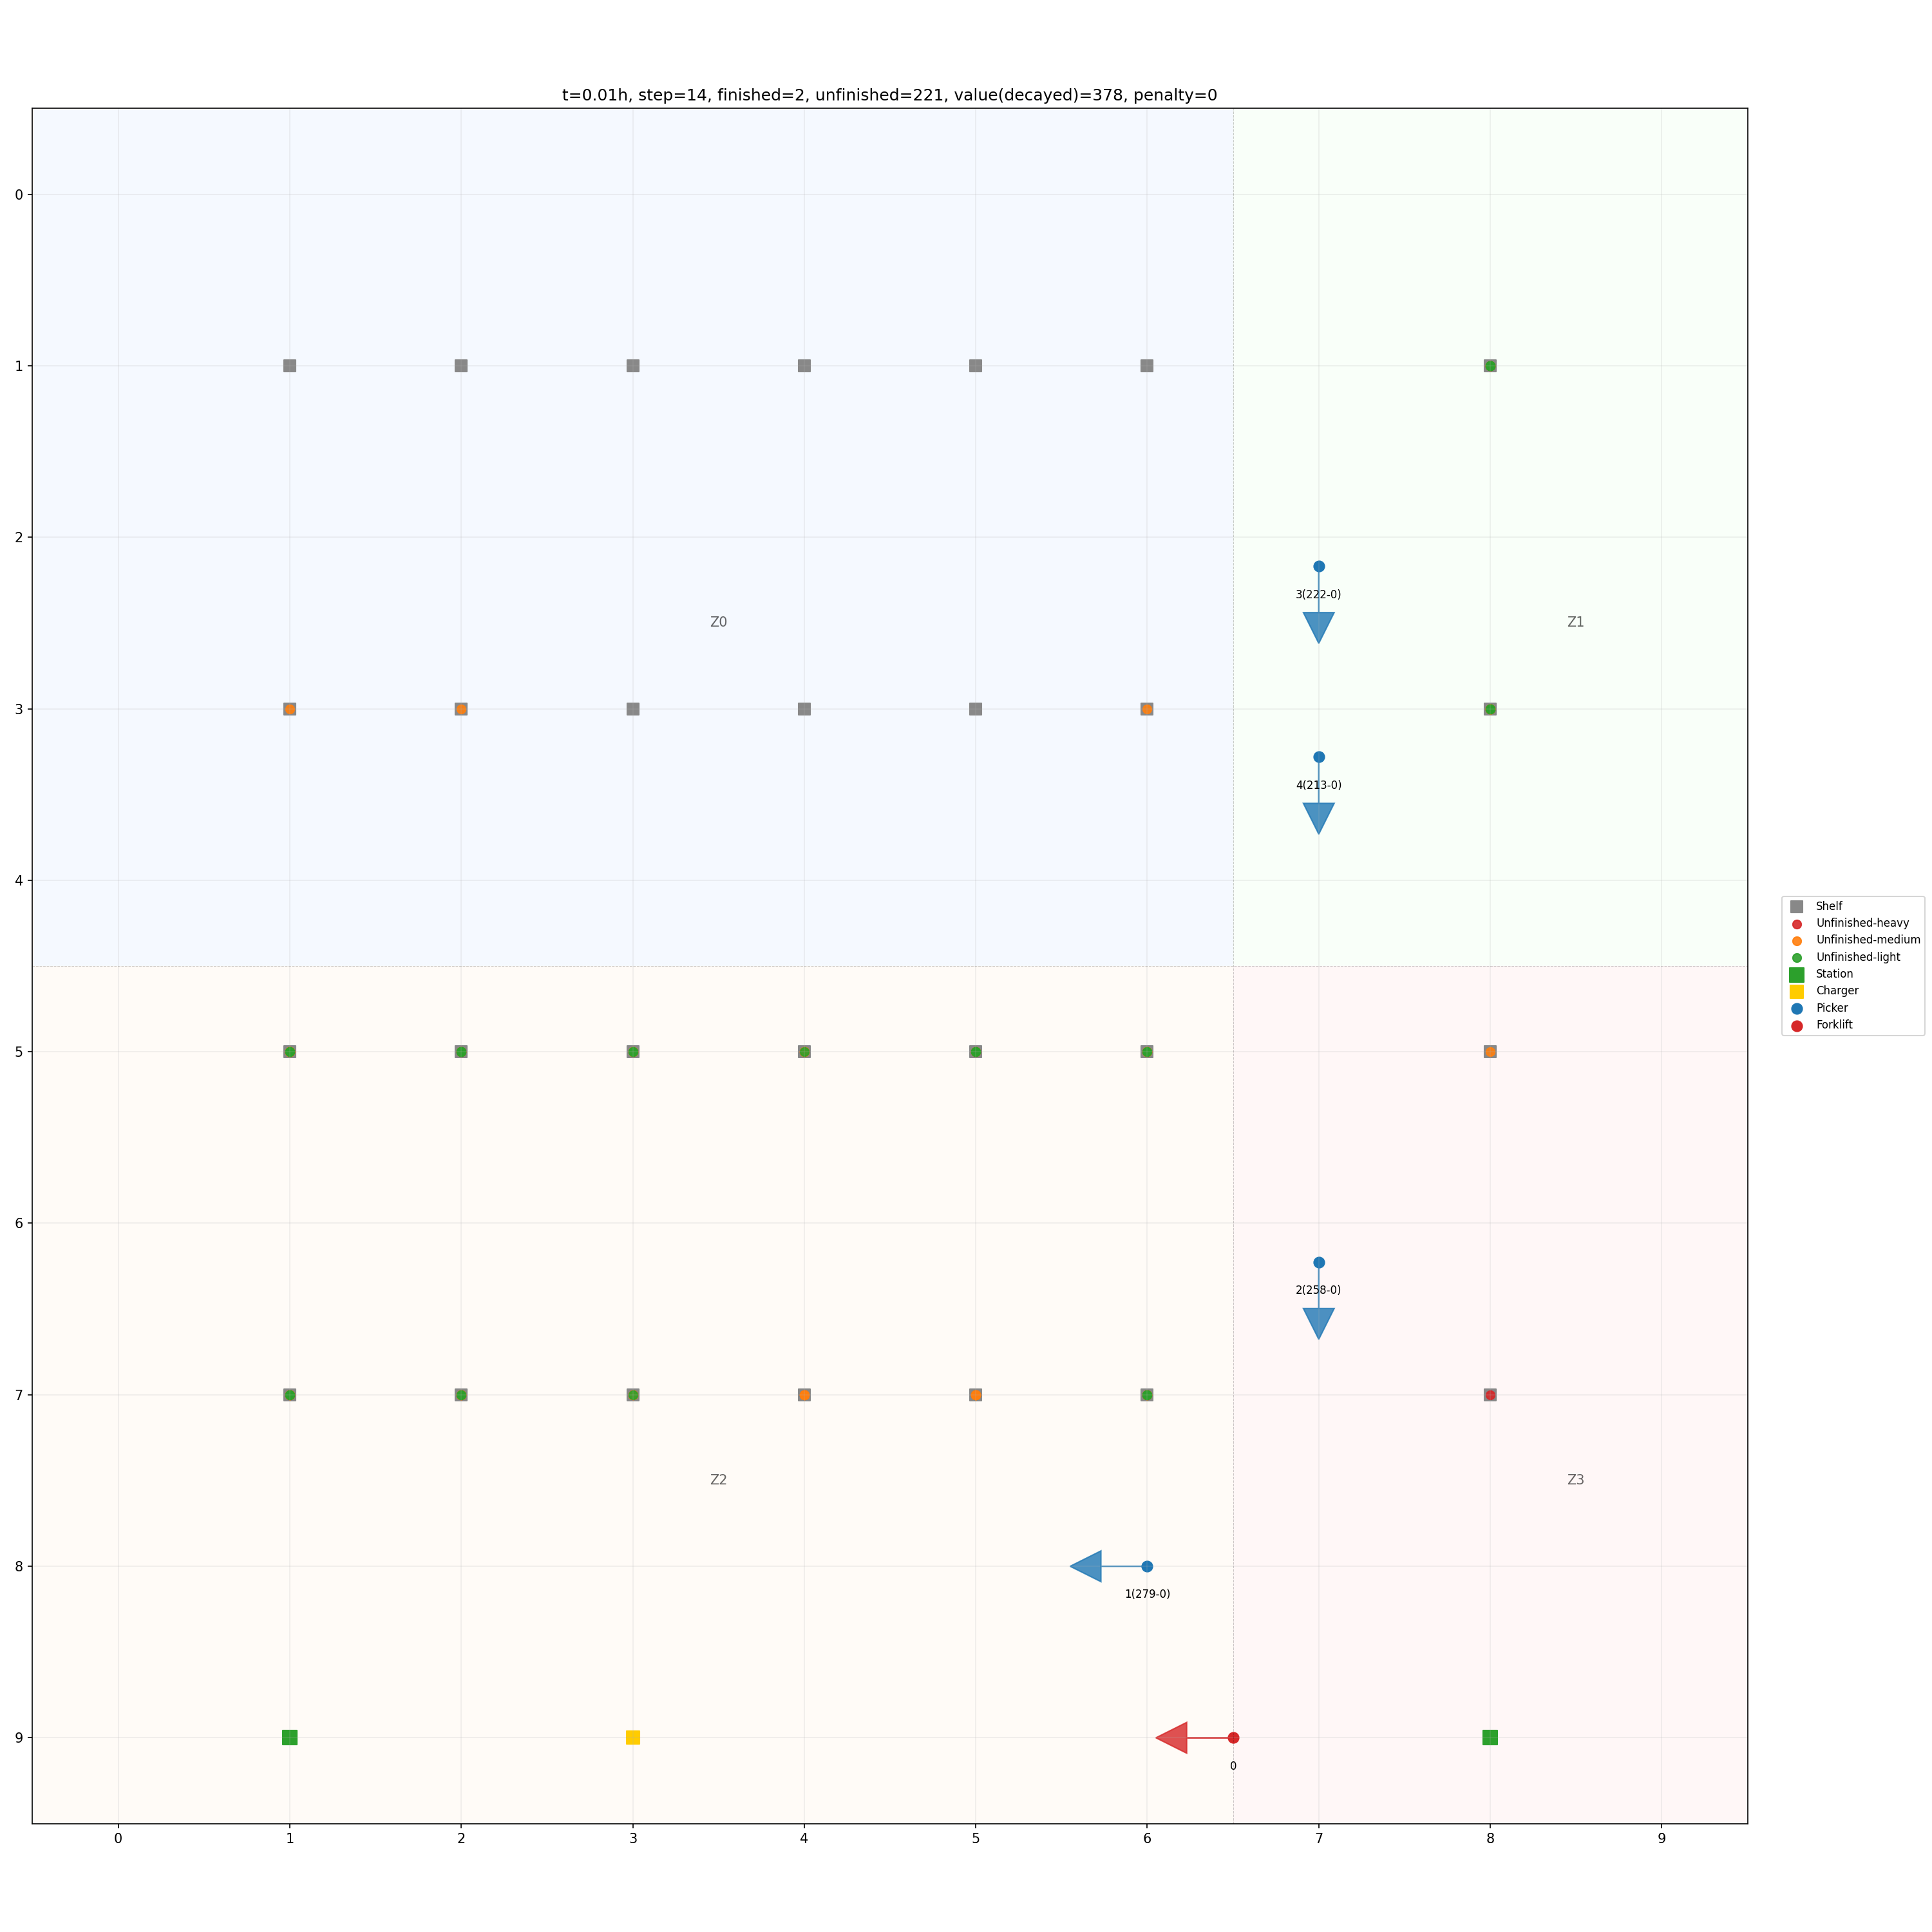 t=0.01h, step=14, finished=2, unfinished=221, value(decayed)=378, penalty=0
0
1
2
3(222-0)
Z0
Z1
3
4(213-0)
4
Shelf
Unfinished-heavy
Unfinished-medium
Unfinished-light
Station
Charger
Picker
Forklift
5
6
2(258-0)
7
Z2
Z3
8
1(279-0)
9
0
0 1 2 3 4 5 6 7 8 9